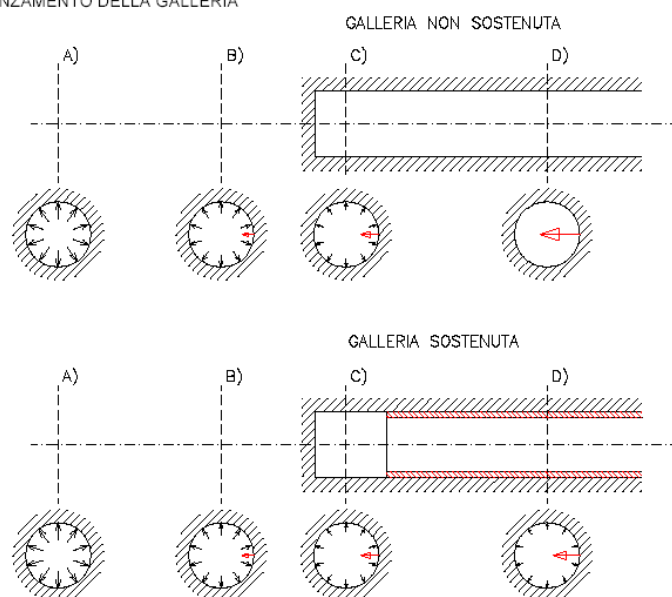 NZAMENTO DELLA GALLERIA
GALLERIA NON SOSTENUTA
A) B) C) D)
GALLERIA SOSTENUTA
A) B) C) D)